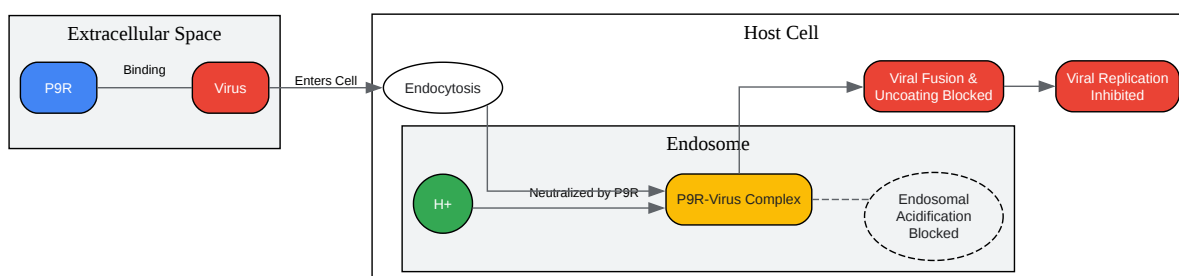 Extracellular Space
P9R
Binding
Virus
Enters Cell
Host Cell
Endocytosis
Viral Fusion &
Uncoating Blocked
Viral Replication
Inhibited
Endosome
H+
Neutralized by P9R
P9R-Virus Complex
Endosomal
Acidification
Blocked